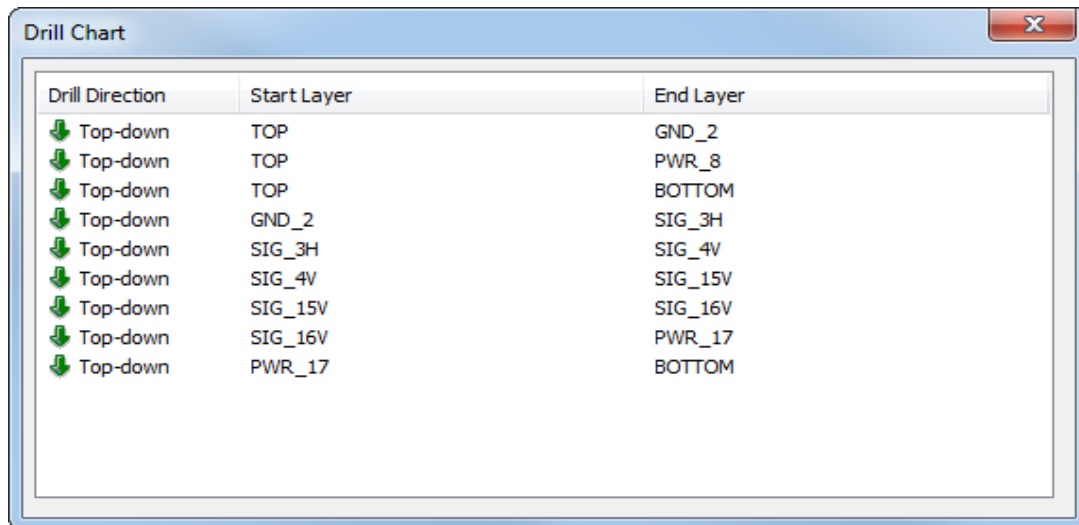 Drill Chart
Drill Direction Start Layer End Layer
Top-down TOP GND_2
Top-down TOP PWR_8
Top-down TOP BOTTOM
Top-down GND_2 SIG_3H
Top-down SIG_3H SIG_4V
Top-down SIG_4V SIG_15V
Top-down SIG_15V SIG_16V
Top-down SIG_16V PWR_17
Top-down PWR_17 BOTTOM